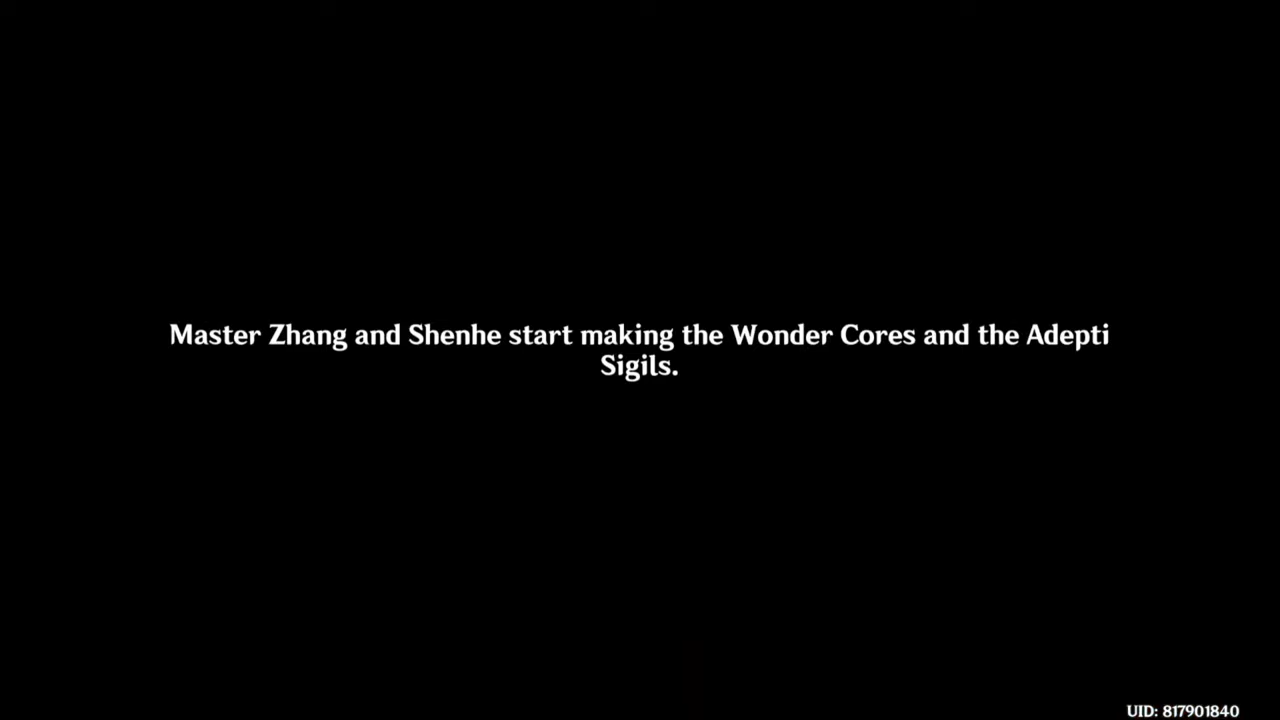 Master Zhang and Shenhe start making the Wonder Cores and the Adepti
Sigils.
UID: 817901840